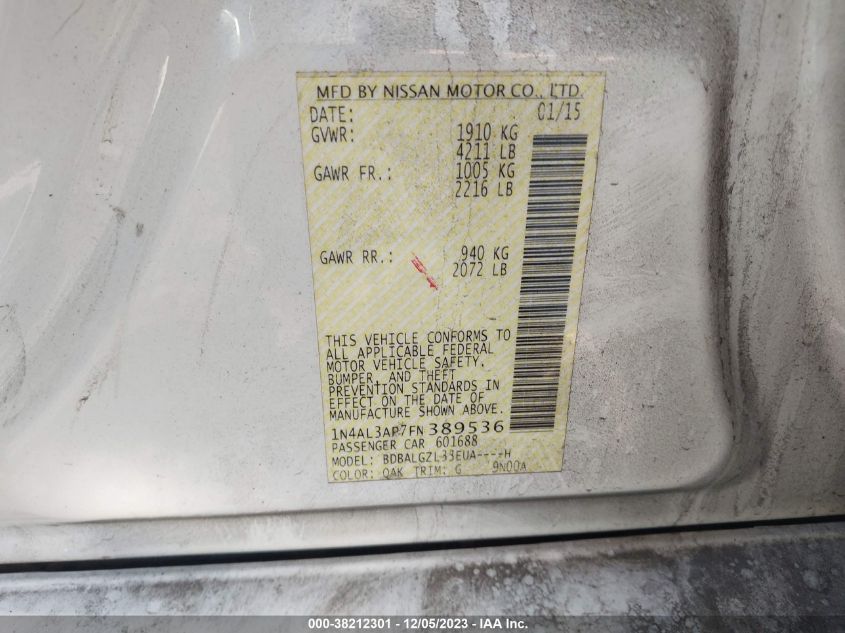 MFD BY NISSAN MOTOR CO., LTD.
DATE: 01/15
GVWR: 1910 KG
4211 LB
GAWR FR.: 1005 KG
2216 LB
GAWR RR.: 940 KG
2072 LB
THIS VEHICLE CONFORMS TO
ALL APPLICABLE FEDERAL
MOTOR VEHICLE SAFETY,
BUMPER, AND THEFT
PREVENTION STANDARDS IN
EFFECT ON THE DATE OF
MANUFACTURE SHOWN ABOVE.
1N4AL3AP7FN 389536
PASSENGER CAR 601688
MODEL: BDBALGZL33EUA----H
COLOR: QAK TRIM: G 9N00A
000-38212301 - 12/05/2023 - IAA Inc.